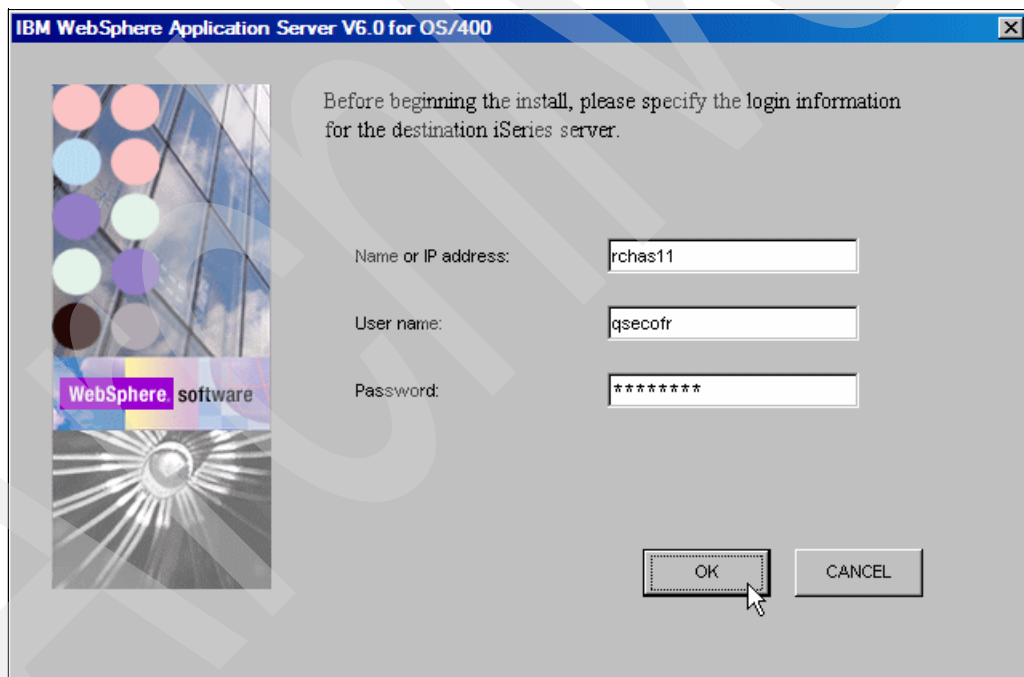 IBM WebSphere Application Server V6.0 for OS/400
Before beginning the install, please specify the login information
for the destination iSeries server.
Name or IP address: rchas11
User name: qsecofr
Password: ********
WebSphere. software
OK CANCEL